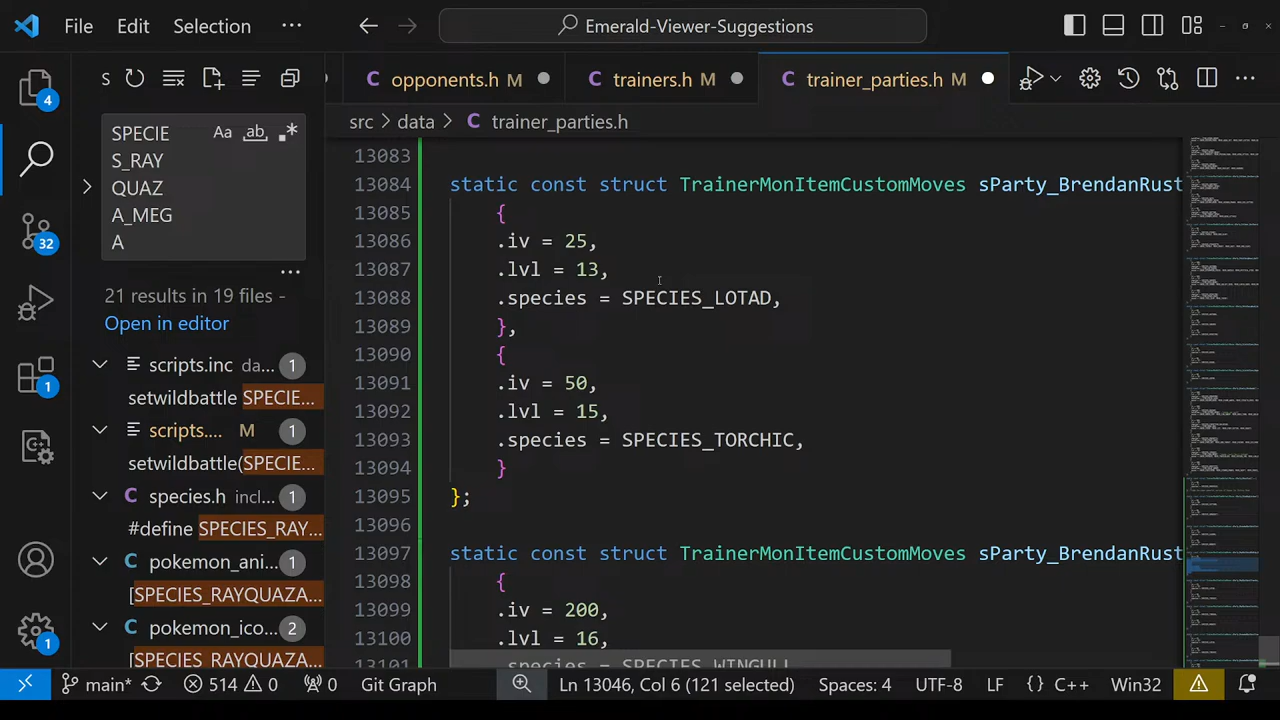 File Edit Selection ··· Emerald-Viewer-Suggestions
S opponents.h M trainers.h M trainer_parties.h M
src > data > C trainer_parties.h
4
SPECIE
S_RAY
QUAZ
A_MEG
A
Aa ab
32
21 results in 19 files -
Open in editor
1
scripts.inc da... 1
setwildbattle SPECIE...
scripts.... M 1
setwildbattle(SPECIE...
C species.h incl... 1
#define SPECIES_RAY...
C pokemon_ani... 1
[SPECIES_RAYQUAZA...
C pokemon_ico... 2
[SPECIES_RAYQUAZA...
1
13083
13084 static const struct TrainerMonItemCustomMoves sParty_BrendanRust
13085 {
13086 .iv = 25,
13087 .lvl = 13,
13088 .species = SPECIES_LOTAD,
13089 },
13090 {
13091 .iv = 50,
13092 .lvl = 15,
13093 .species = SPECIES_TORCHIC,
13094 }
13095 };
13096
13097 static const struct TrainerMonItemCustomMoves sParty_BrendanRust
13098 {
13099 .iv = 200,
13100 .lvl = 16,
13101 .species = SPECIES_WINGULL
main* 514 0 0 Git Graph Ln 13046, Col 6 (121 selected) Spaces: 4 UTF-8 LF {} C++ Win32